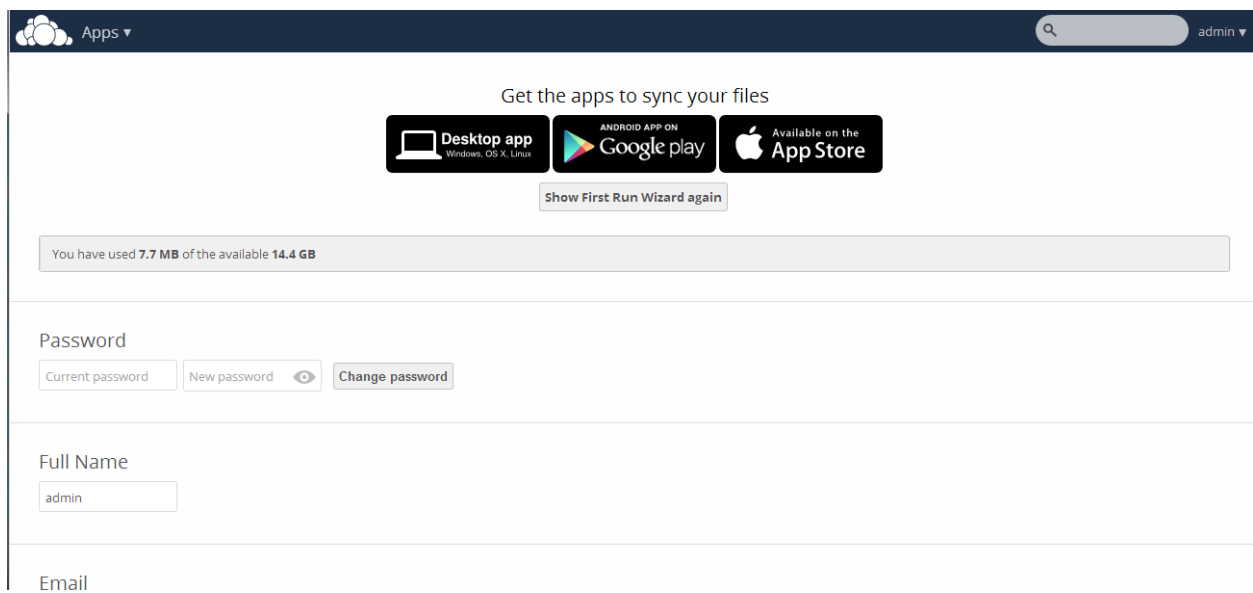 Apps ▾ admin ▾
Get the apps to sync your files
Desktop app
Windows, OS X, Linux
ANDROID APP ON
Google play
Available on the
App Store
Show First Run Wizard again
You have used 7.7 MB of the available 14.4 GB
Password
Current password New password Change password
Full Name
admin
Email